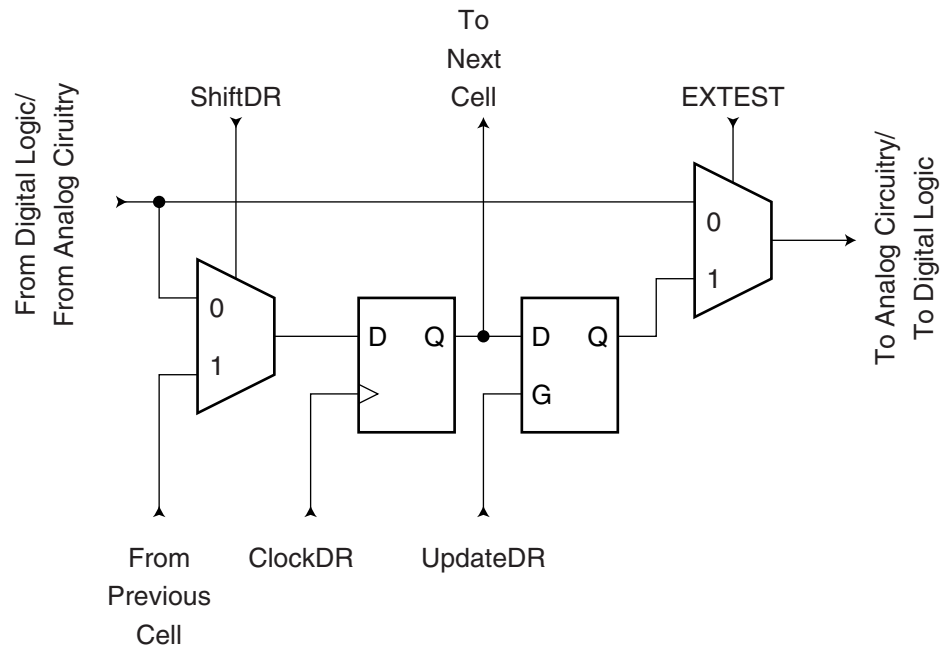 To
Next
Cell
ShiftDR
EXTEST
From Digital Logic/
From Analog Ciruitry
To Analog Circuitry/
To Digital Logic
0
1
0
1
D
Q
D
Q
G
From
Previous
Cell
ClockDR
UpdateDR